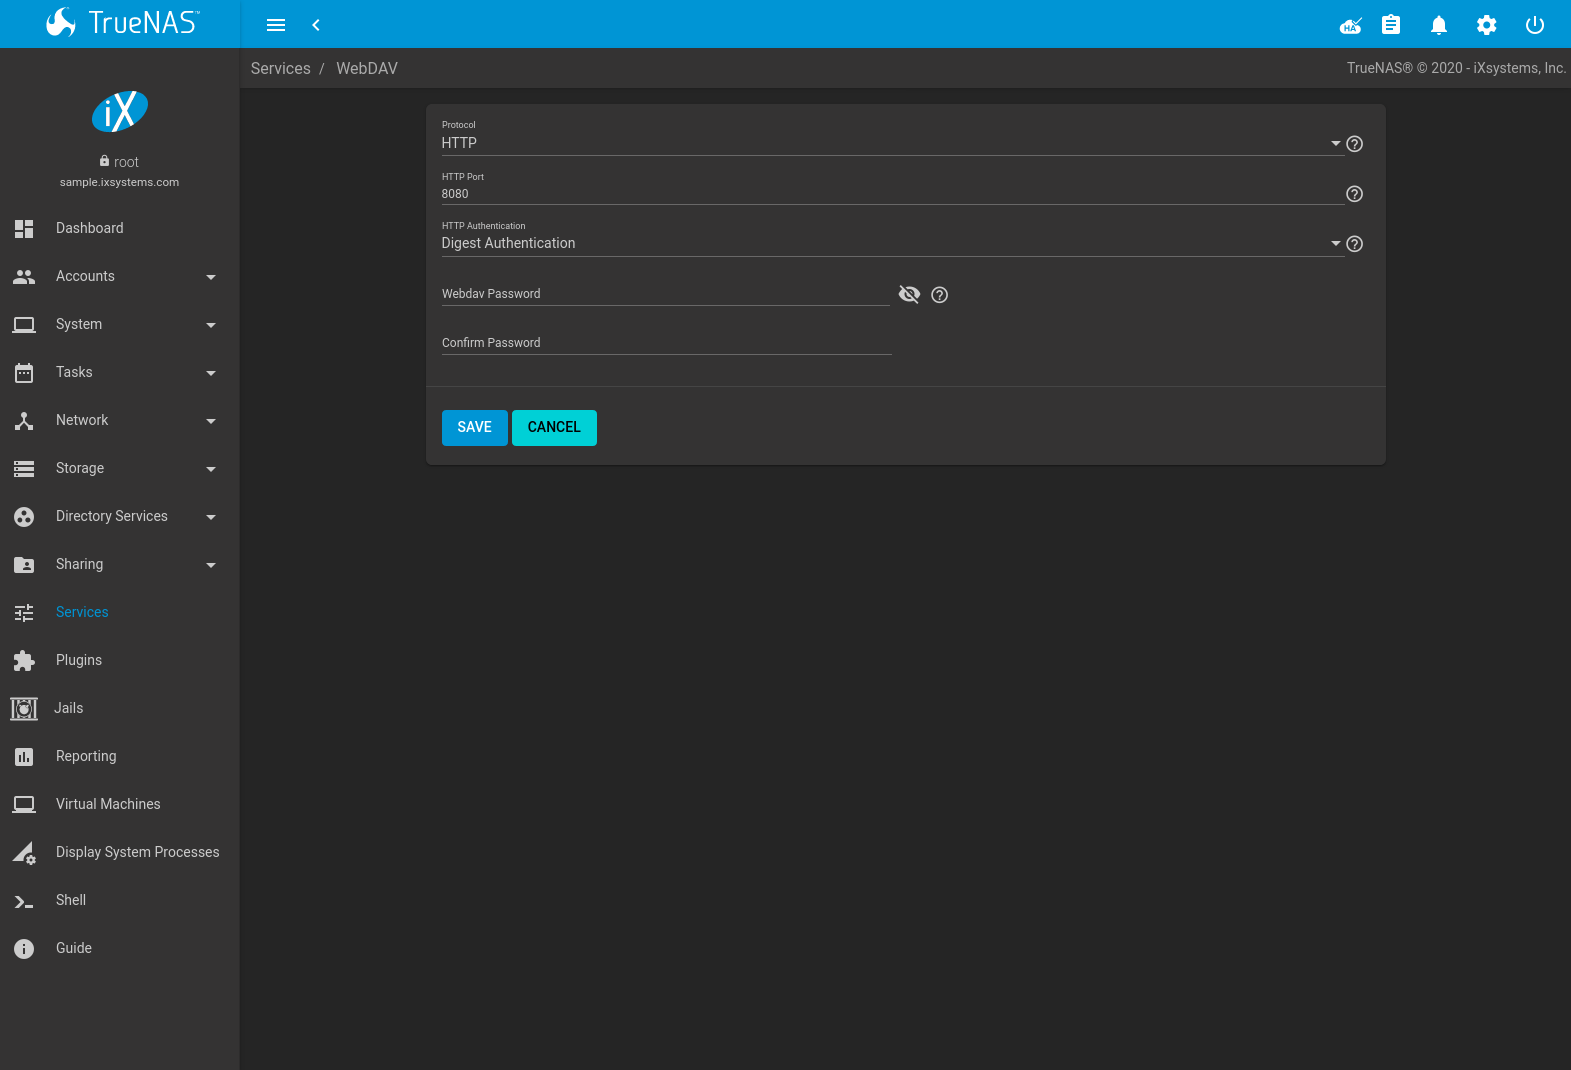 TrueNAS™
HA
Services / WebDAV
TrueNAS® © 2020 - iXsystems, Inc.
iX
root
sample.ixsystems.com
Dashboard
Accounts
System
Tasks
Network
Storage
Directory Services
Sharing
Services
Plugins
Jails
Reporting
Virtual Machines
Display System Processes
Shell
Guide
Protocol
HTTP
HTTP Port
8080
HTTP Authentication
Digest Authentication
Webdav Password
Confirm Password
SAVE CANCEL